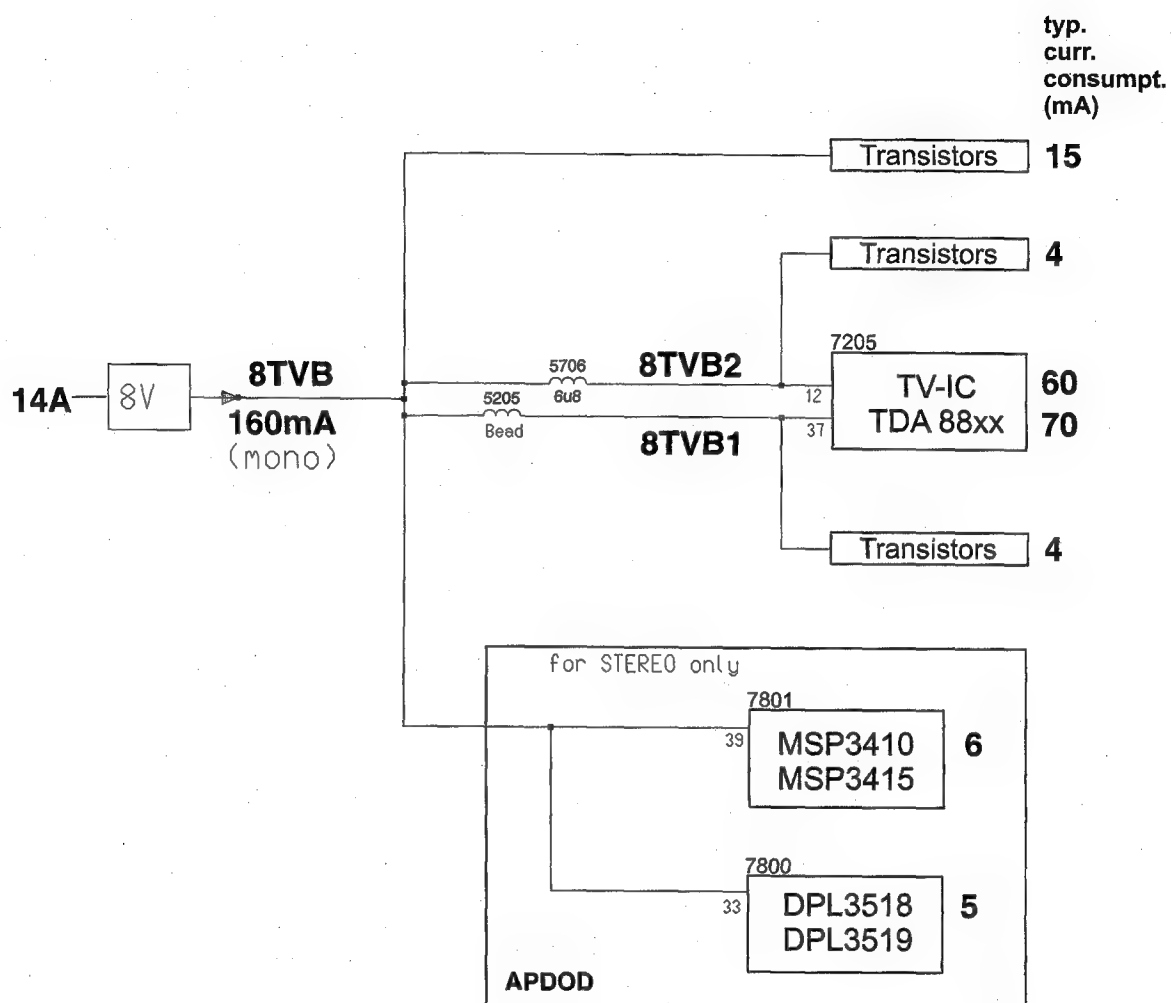 typ.
curr.
consumpt.
(mA)
Transistors 15
Transistors 4
7205
5706
8TVB2
8TVB
14A
8V
6u8
12
TV-IC
60
5205
160mA
Bead
37
TDA 88xx
70
8TVB1
(mono)
Transistors 4
for STEREO only
7801
39
MSP3410
6
MSP3415
7800
33
DPL3518
5
DPL3519
APDOD